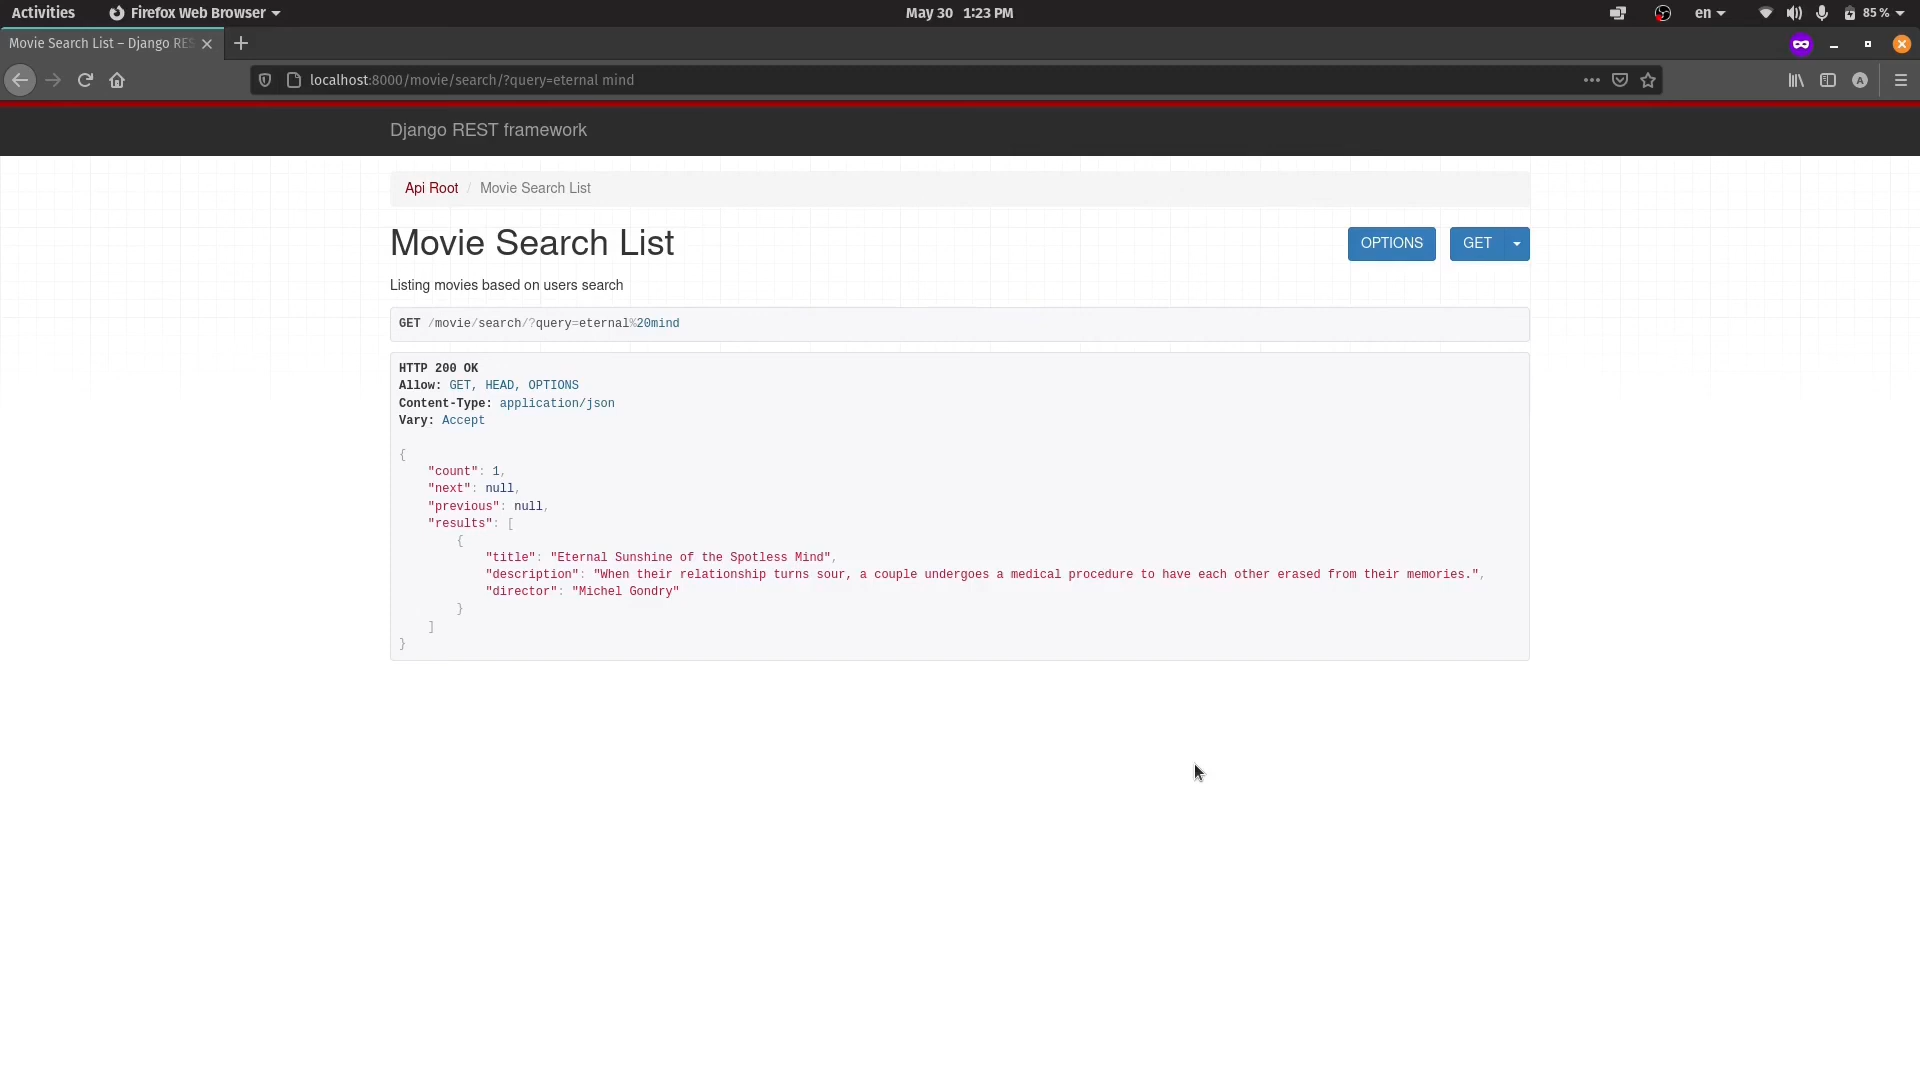 Activities Firefox Web Browser May 30 1:23 PM en 85 %
Movie Search List – Django RES
localhost:8000/movie/search/?query=eternal mind
Django REST framework
Api Root / Movie Search List
Movie Search List OPTIONS GET
Listing movies based on users search
GET /movie/search/?query=eternal%20mind
HTTP 200 OK
Allow: GET, HEAD, OPTIONS
Content-Type: application/json
Vary: Accept
{
    "count": 1,
    "next": null,
    "previous": null,
    "results": [
        {
            "title": "Eternal Sunshine of the Spotless Mind",
            "description": "When their relationship turns sour, a couple undergoes a medical procedure to have each other erased from their memories.",
            "director": "Michel Gondry"
        }
    ]
}